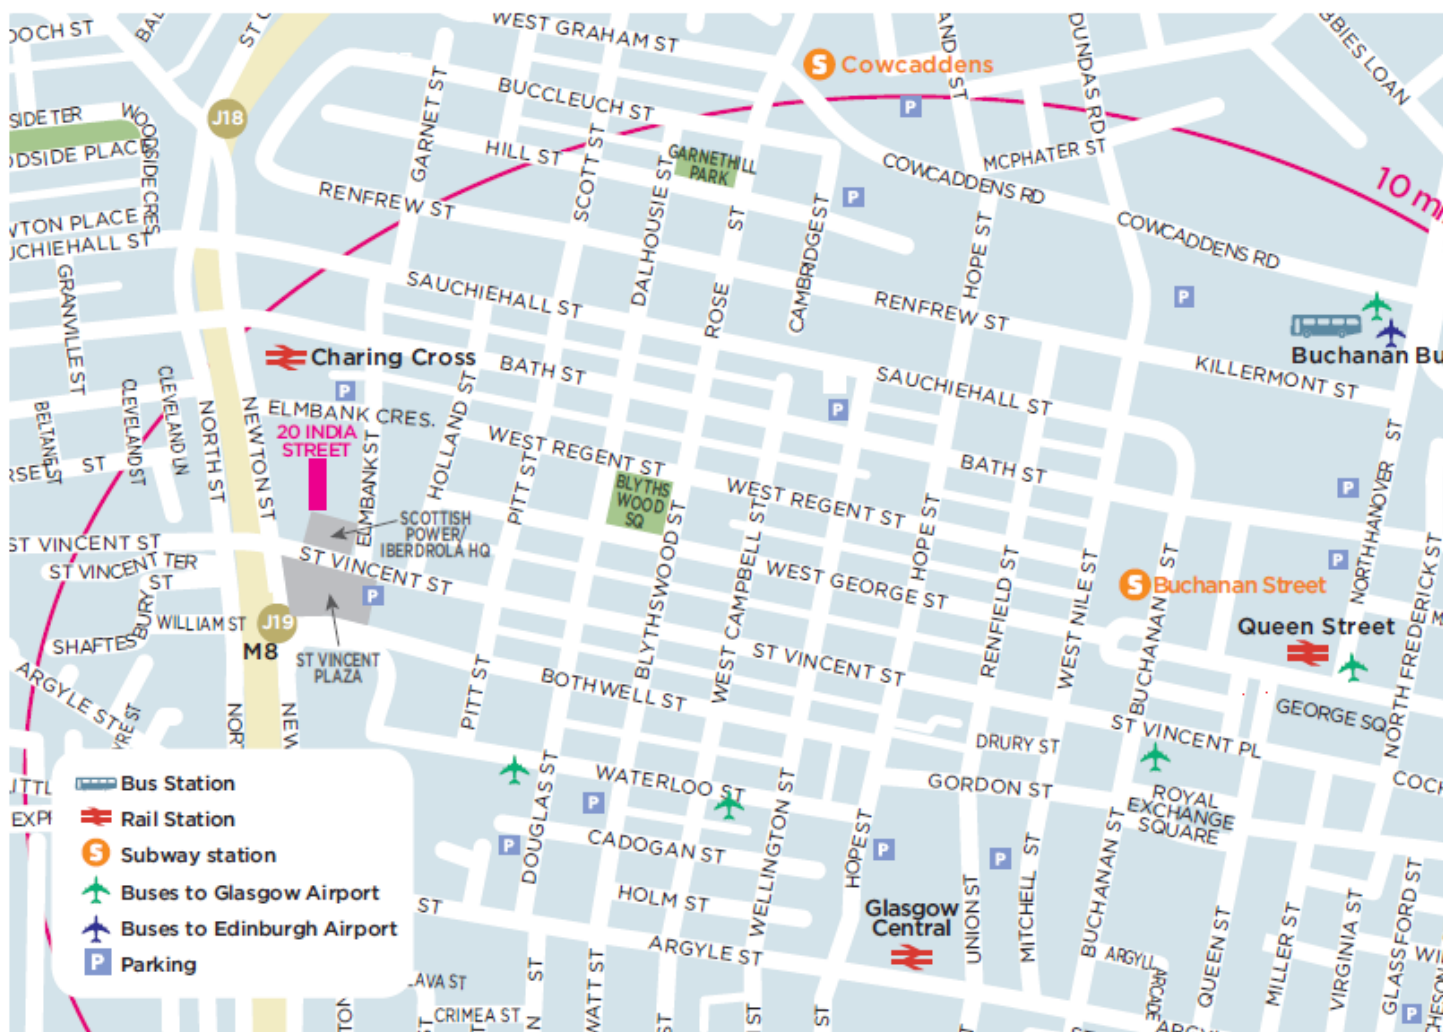 WEST GRAHAM ST
Cowcaddens
J18
GARNET ST
BUCCLEUCH ST
HILL ST
SCOTT ST
GARNETHILL
PARK
DALHOUSIE ST
ROSE ST
CAMBRIDGE ST
HOPE ST
DUNDAS RD
MCPHATER ST
COWCADDENS RD
COWCADDENS RD
RENFREW ST
WOODSIDE CRES
SAUCHIEHALL ST
RENFREW ST
KILLERMONT ST
GRANVILLE ST
Charing Cross
BATH ST
SAUCHIEHALL ST
ELMBANK CRES.
20 INDIA
STREET
BELTANE ST
CLEVELAND ST
CLEVELAND LN
NORTH ST
NEWTON ST
ELMBANK ST
HOLLAND ST
PITT ST
WEST REGENT ST
BLYTHS
WOOD
SQ
WEST REGENT ST
BATH ST
NORTH HANOVER ST
SCOTTISH
POWER/
IBERDROLA HQ
ST VINCENT ST
ST VINCENT ST
ST VINCENT TER
SHAFTESBURY ST
WILLIAM ST
J19
M8
ST VINCENT
PLAZA
BLYTHSWOOD ST
WEST CAMPBELL ST
WEST GEORGE ST
HOPE ST
RENFIELD ST
WEST NILE ST
BUCHANAN ST
Buchanan Street
Queen Street
NORTH FREDERICK ST
ARGYLE ST
PITT ST
BOTHWELL ST
ST VINCENT ST
ST VINCENT PL
GEORGE SQ
DRURY ST
GORDON ST
WATERLOO ST
DOUGLAS ST
CADOGAN ST
WELLINGTON ST
HOLM ST
ARGYLE ST
HOPE ST
Glasgow
Central
UNION ST
MITCHELL ST
BUCHANAN ST
ROYAL
EXCHANGE
SQUARE
QUEEN ST
MILLER ST
VIRGINIA ST
GLASSFORD ST
CRIMEA ST
Bus Station
Rail Station
S Subway station
Buses to Glasgow Airport
Buses to Edinburgh Airport
P Parking